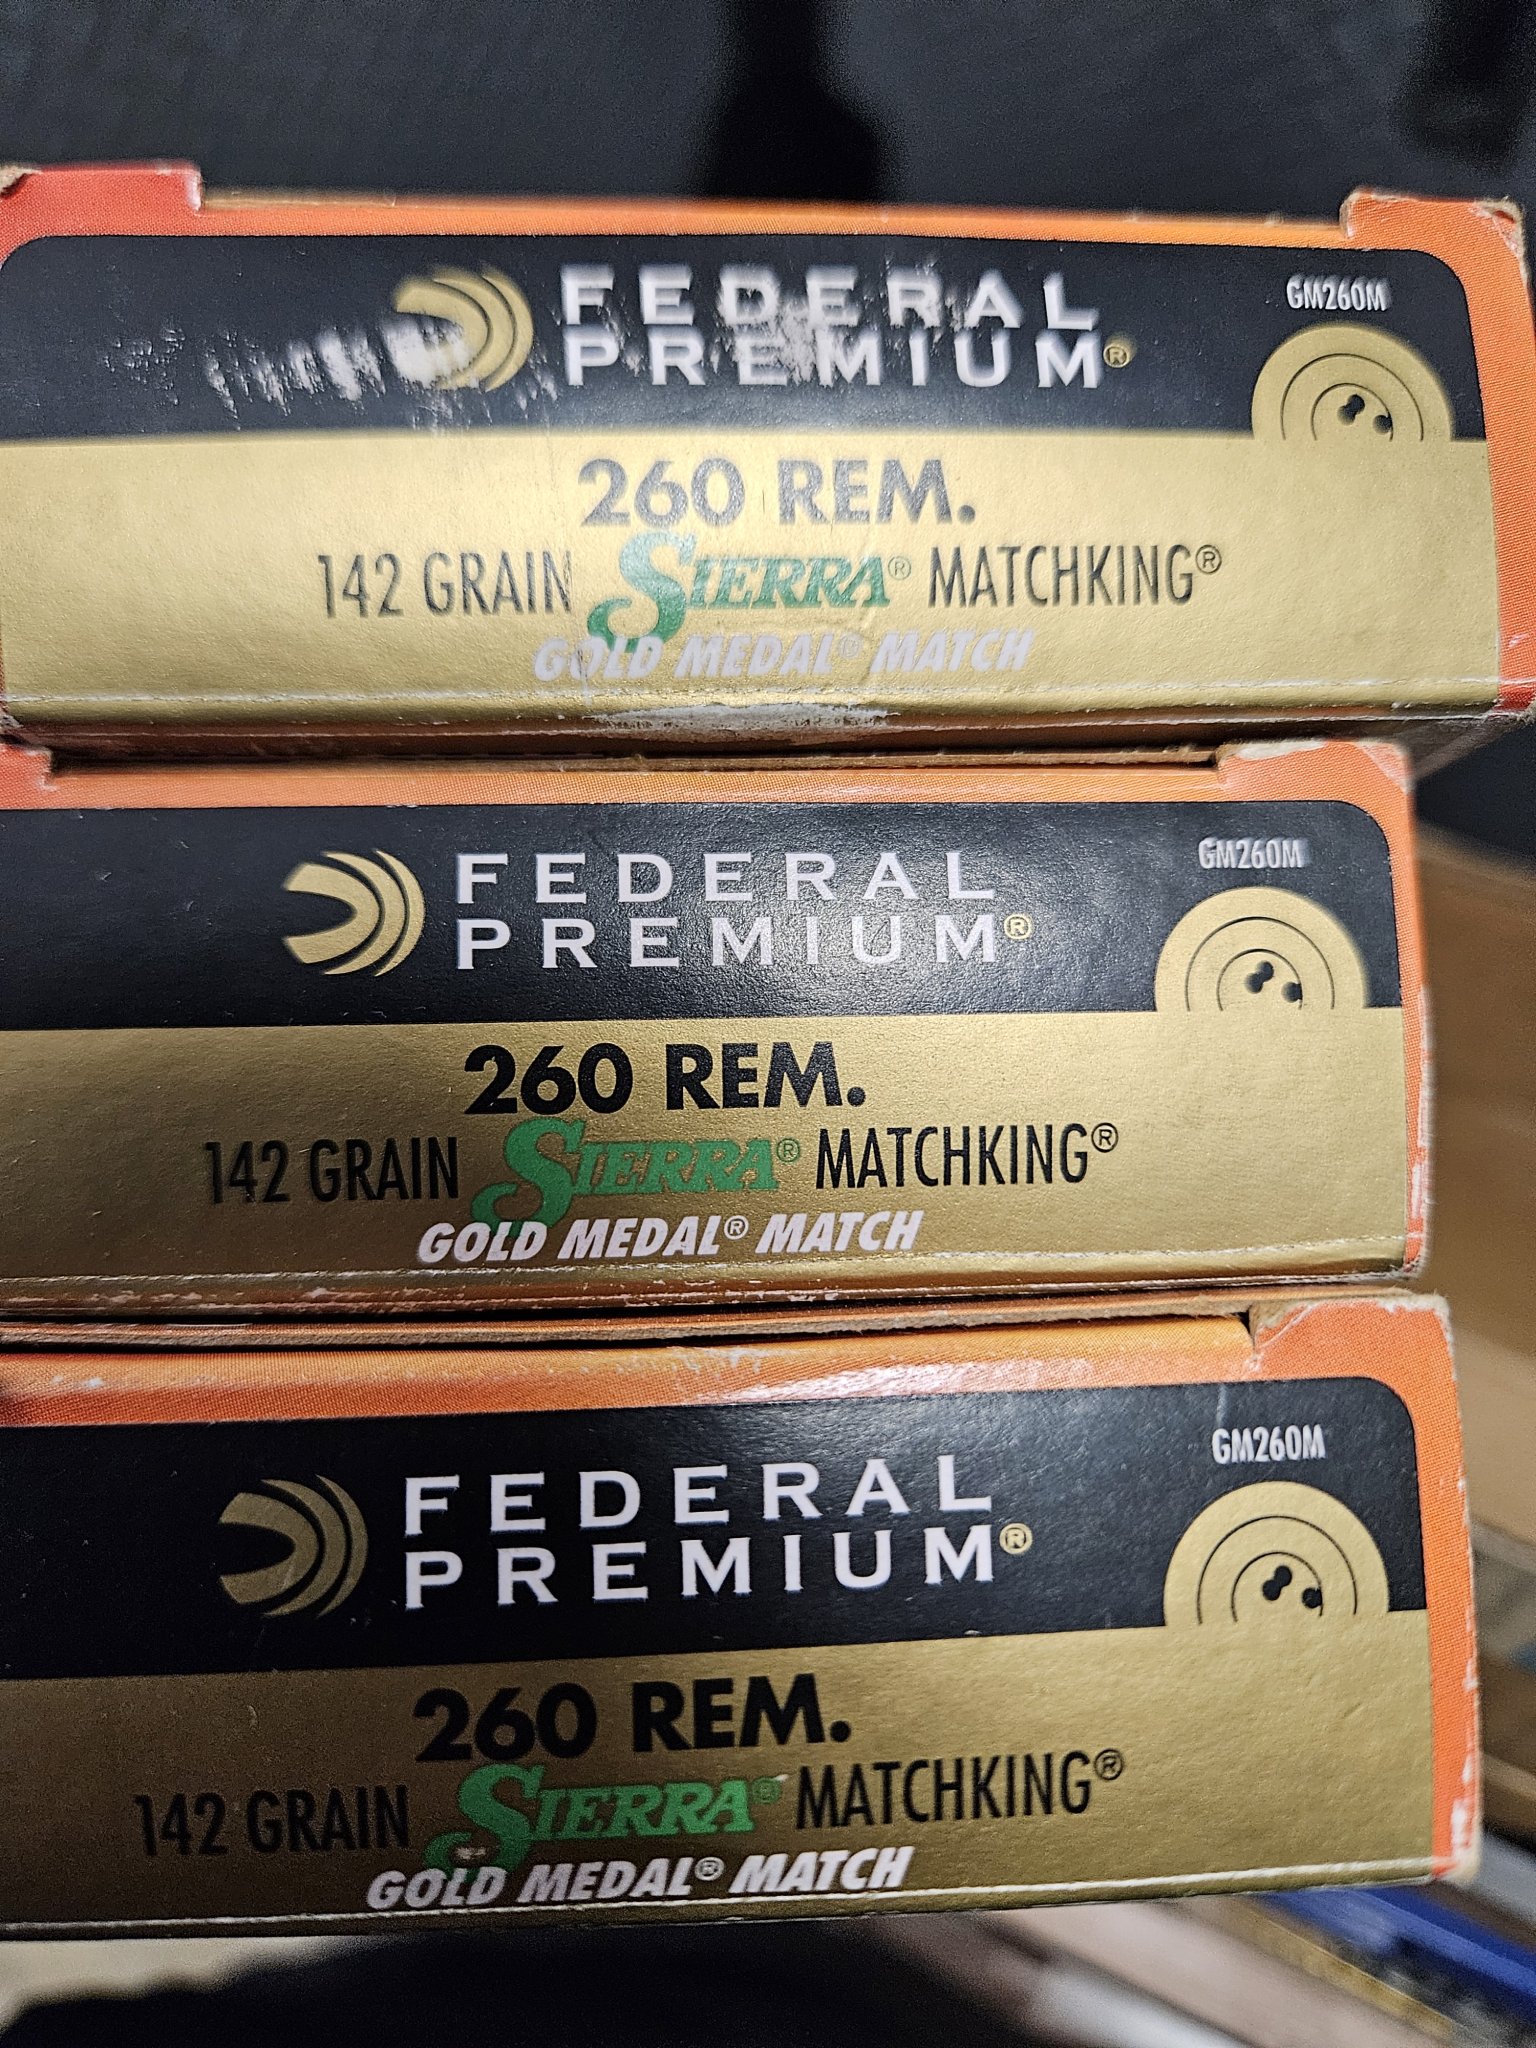 FEDERAL
PREMIUM®
GM260M
260 REM.
142 GRAIN SIERRA® MATCHKING®
GOLD MEDAL® MATCH
FEDERAL
PREMIUM®
GM260M
260 REM.
142 GRAIN SIERRA® MATCHKING®
GOLD MEDAL® MATCH
FEDERAL
PREMIUM®
GM260M
260 REM.
142 GRAIN SIERRA® MATCHKING®
GOLD MEDAL® MATCH